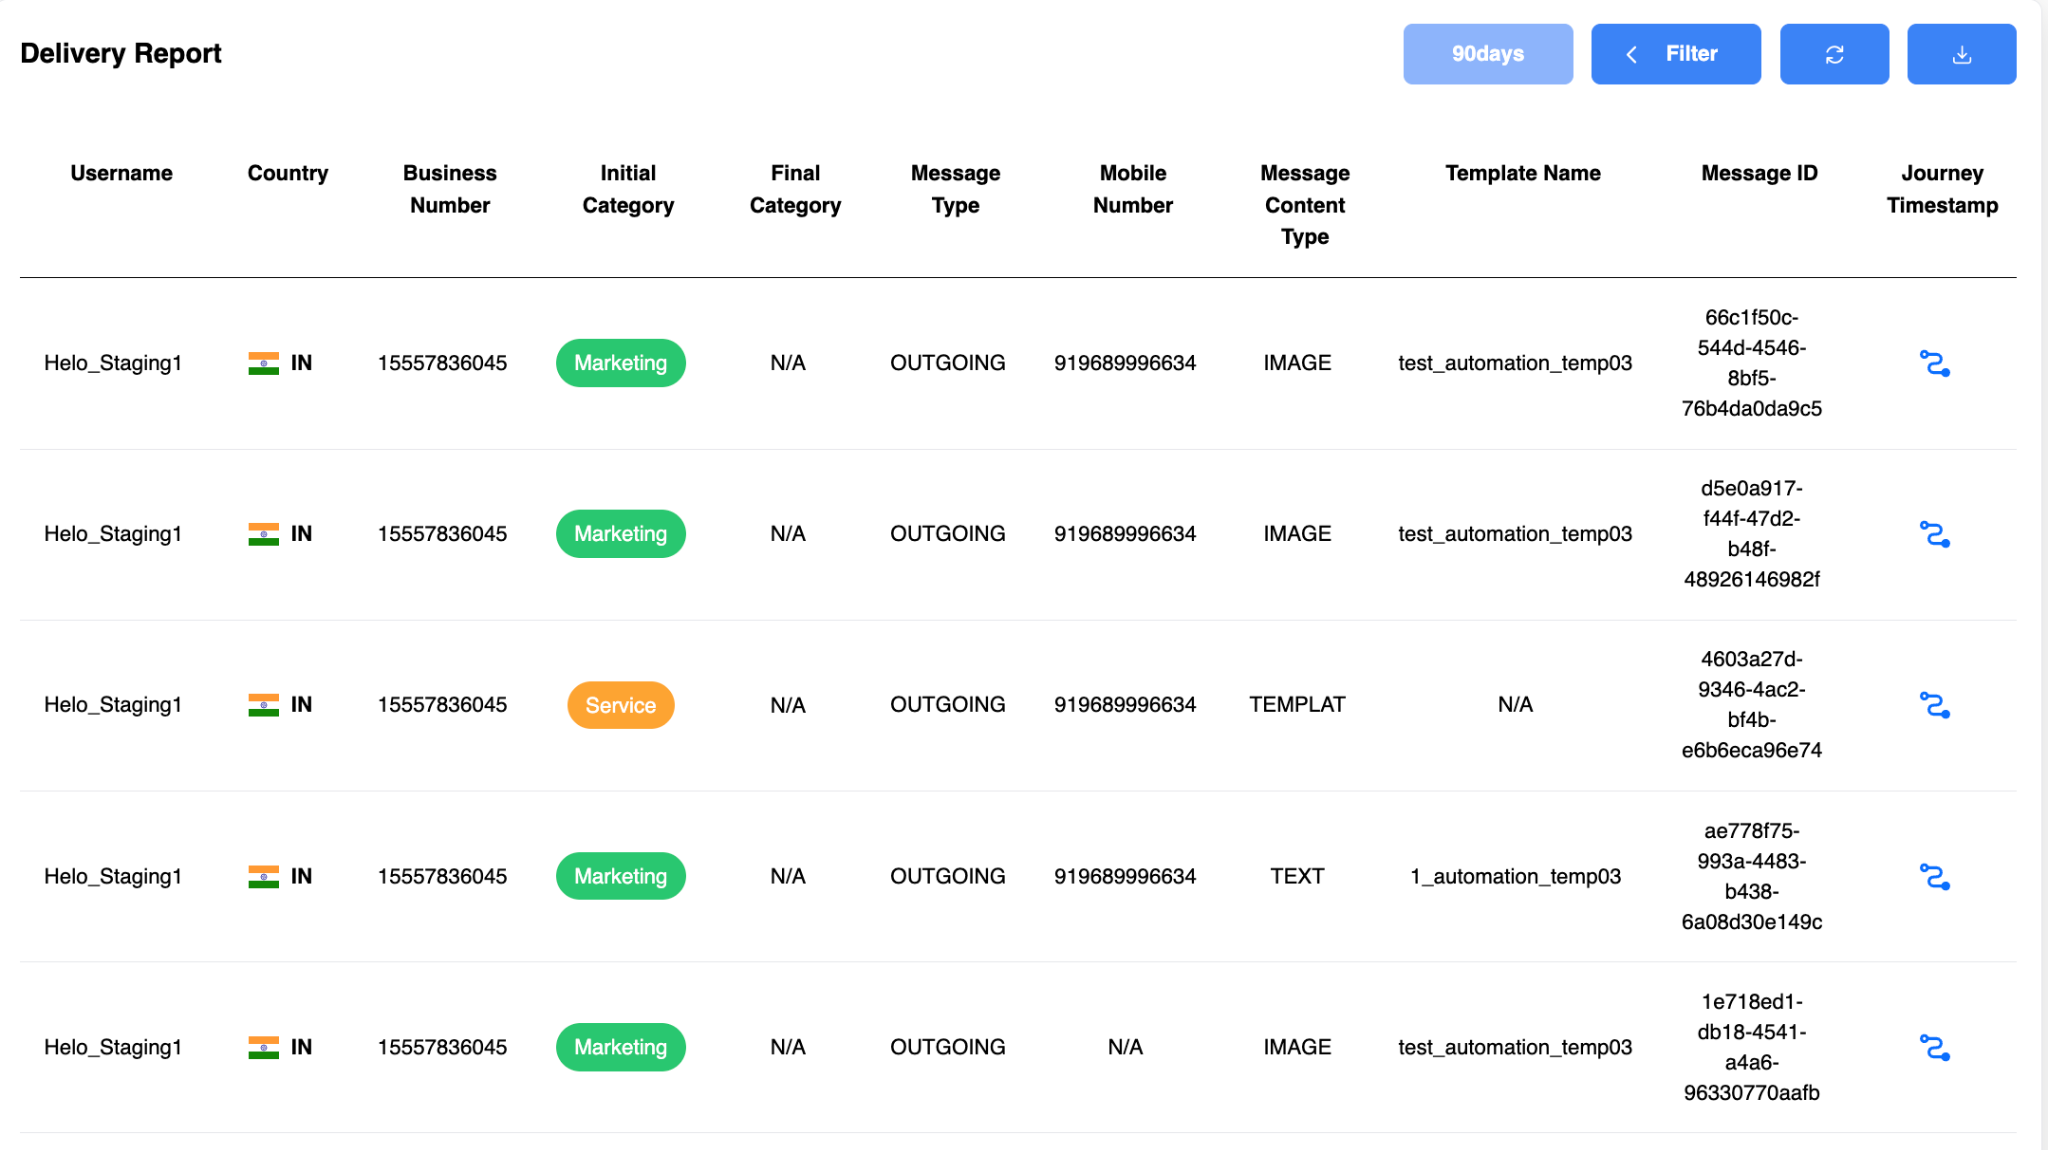 Delivery Report
90days
Filter
Username Country Business Number Initial Category Final Category Message Type Mobile Number Message Content Type Template Name Message ID Journey Timestamp
Helo_Staging1 IN 15557836045 Marketing N/A OUTGOING 919689996634 IMAGE test_automation_temp03 66c1f50c-544d-4546-8bf5-76b4da0da9c5
Helo_Staging1 IN 15557836045 Marketing N/A OUTGOING 919689996634 IMAGE test_automation_temp03 d5e0a917-f44f-47d2-b48f-48926146982f
Helo_Staging1 IN 15557836045 Service N/A OUTGOING 919689996634 TEMPLAT N/A 4603a27d-9346-4ac2-bf4b-e6b6eca96e74
Helo_Staging1 IN 15557836045 Marketing N/A OUTGOING 919689996634 TEXT 1_automation_temp03 ae778f75-993a-4483-b438-6a08d30e149c
Helo_Staging1 IN 15557836045 Marketing N/A OUTGOING N/A IMAGE test_automation_temp03 1e718ed1-db18-4541-a4a6-96330770aafb